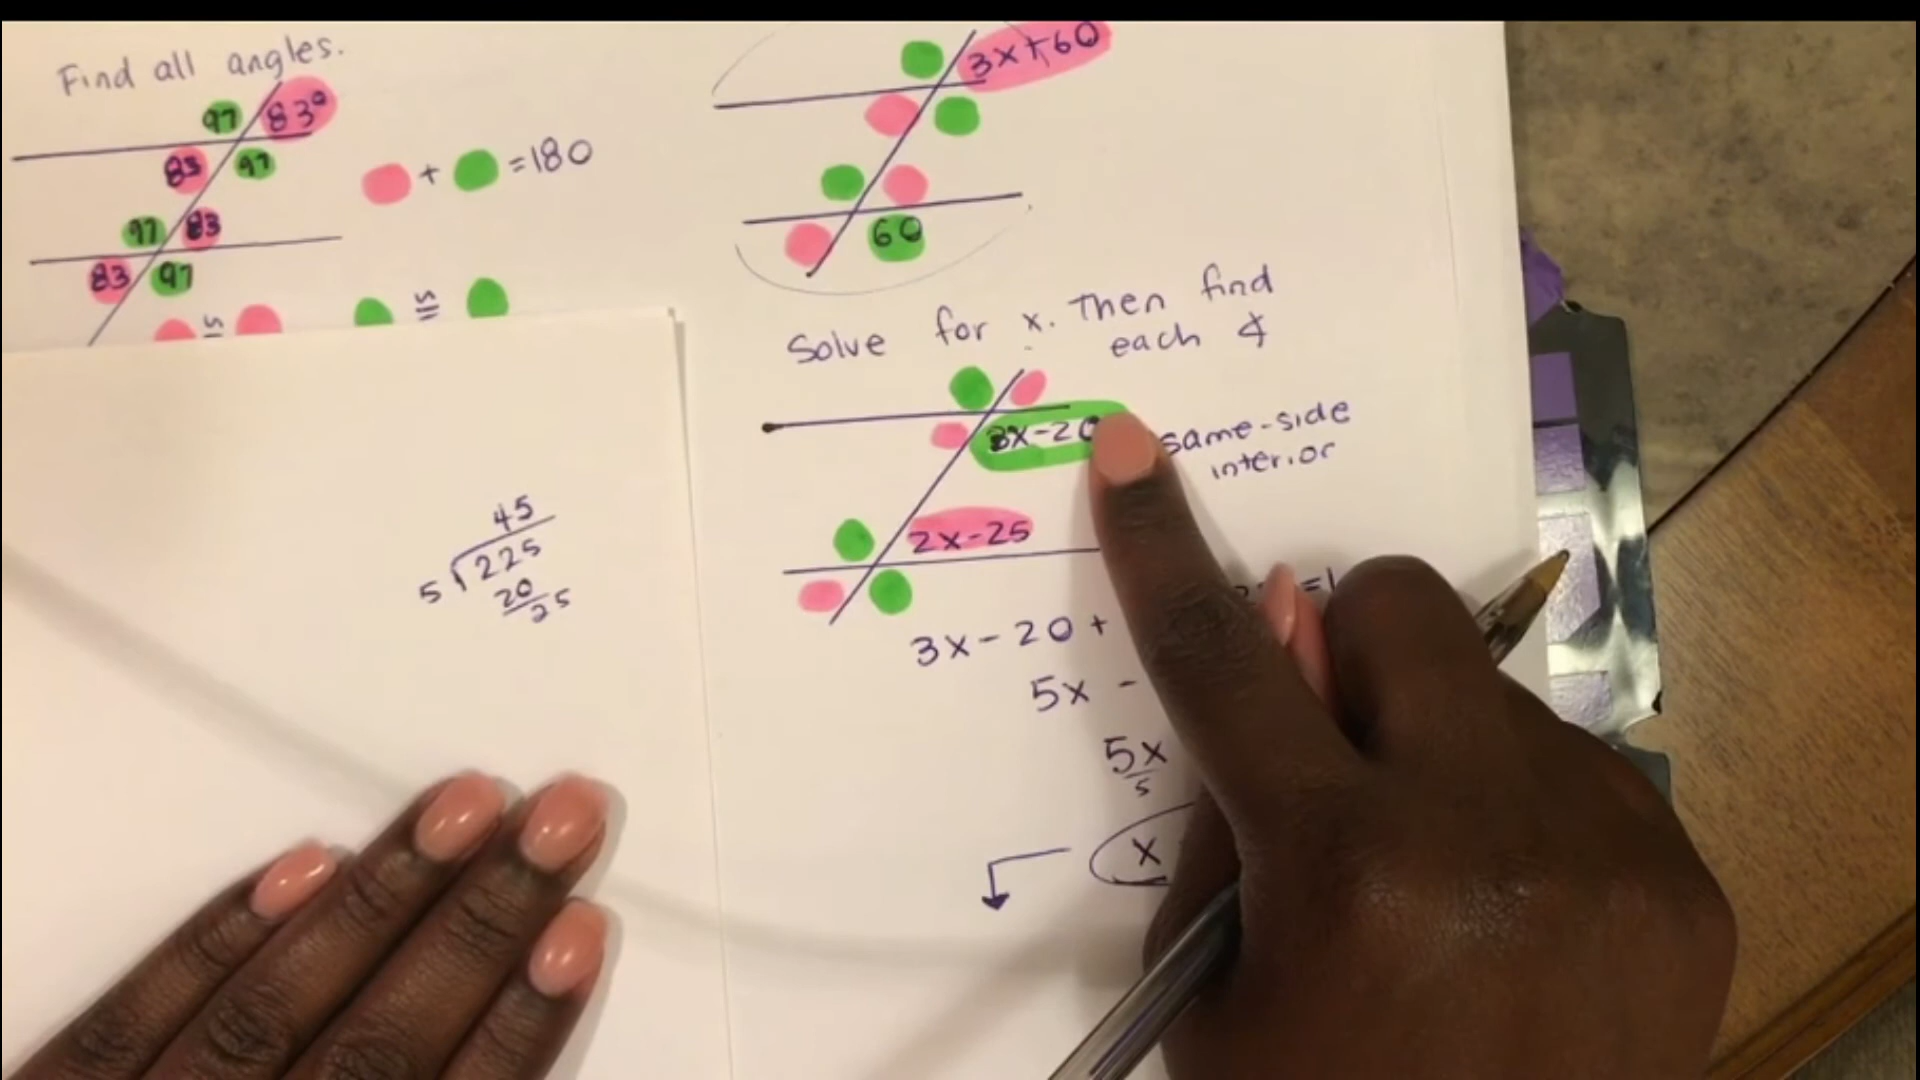 Find all angles.
97 83°
83 97
+ =180
97 83
83 97
≅ ≅
3x+60
60
Solve for x. Then find
each ∡
3x-20
same-side
interior
2x-25
45
5 225
20
25
3x-20+ =1
5x -
5x
5
x